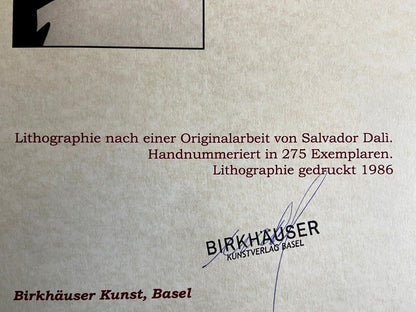 Lithographie nach einer Originalarbeit von Salvador Dalì.
Handnummeriert in 275 Exemplaren.
Lithographie gedruckt 1986
BIRKHÄUSER
KUNSTVERLAG BASEL
Birkhäuser Kunst, Basel